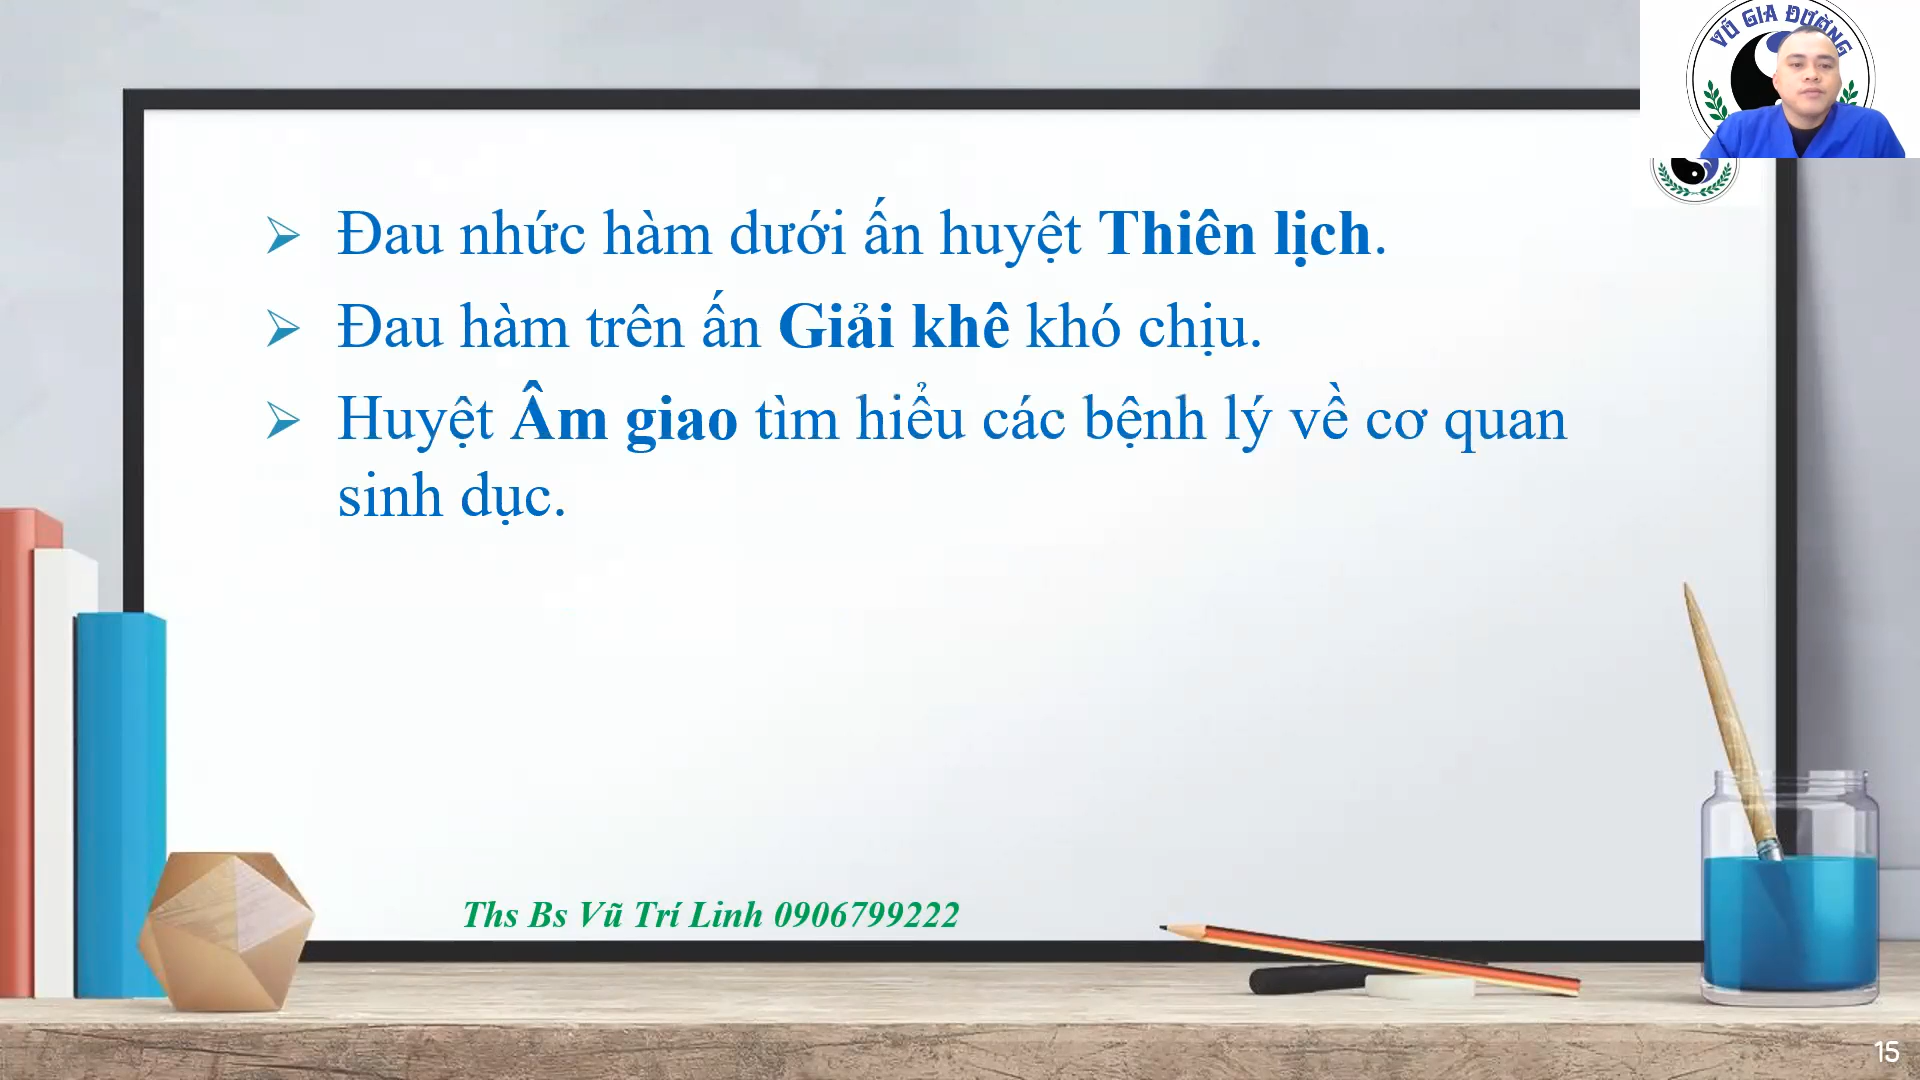 VŨ GIA ĐƯỜNG
Đau nhức hàm dưới ấn huyệt Thiên lịch.
Đau hàm trên ấn Giải khê khó chịu.
Huyệt Âm giao tìm hiểu các bệnh lý về cơ quan
sinh dục.
Ths Bs Vũ Trí Linh 0906799222
15